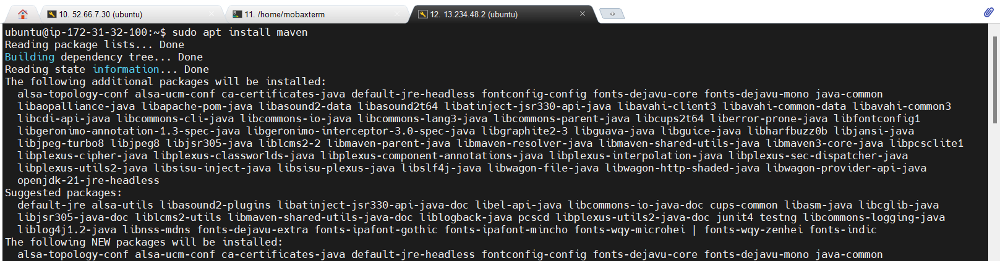 10. 52.66.7.30 (ubuntu)
11. /home/mobaxterm
12. 13.234.48.2 (ubuntu)
ubuntu@ip-172-31-32-100:~$ sudo apt install maven
Reading package lists... Done
Building dependency tree... Done
Reading state information... Done
The following additional packages will be installed:
  alsa-topology-conf alsa-ucm-conf ca-certificates-java default-jre-headless fontconfig-config fonts-dejavu-core fonts-dejavu-mono java-common
  libaopalliance-java libapache-pom-java libasound2-data libasound2t64 libatinject-jsr330-api-java libavahi-client3 libavahi-common-data libavahi-common3
  libcdi-api-java libcommons-cli-java libcommons-io-java libcommons-lang3-java libcommons-parent-java libcups2t64 liberror-prone-java libfontconfig1
  libgeronimo-annotation-1.3-spec-java libgeronimo-interceptor-3.0-spec-java libgraphite2-3 libguava-java libguice-java libharfbuzz0b libjansi-java
  libjpeg-turbo8 libjpeg8 libjsr305-java liblcms2-2 libmaven-parent-java libmaven-resolver-java libmaven-shared-utils-java libmaven3-core-java libpcsclite1
  libplexus-cipher-java libplexus-classworlds-java libplexus-component-annotations-java libplexus-interpolation-java libplexus-sec-dispatcher-java
  libplexus-utils2-java libsisu-inject-java libsisu-plexus-java libslf4j-java libwagon-file-java libwagon-http-shaded-java libwagon-provider-api-java
  openjdk-21-jre-headless
Suggested packages:
  default-jre alsa-utils libasound2-plugins libatinject-jsr330-api-java-doc libel-api-java libcommons-io-java-doc cups-common libasm-java libcglib-java
  libjsr305-java-doc liblcms2-utils libmaven-shared-utils-java-doc liblogback-java pcscd libplexus-utils2-java-doc junit4 testng libcommons-logging-java
  liblog4j1.2-java libnss-mdns fonts-dejavu-extra fonts-ipafont-gothic fonts-ipafont-mincho fonts-wqy-microhei | fonts-wqy-zenhei fonts-indic
The following NEW packages will be installed:
  alsa-topology-conf alsa-ucm-conf ca-certificates-java default-jre-headless fontconfig-config fonts-dejavu-core fonts-dejavu-mono java-common